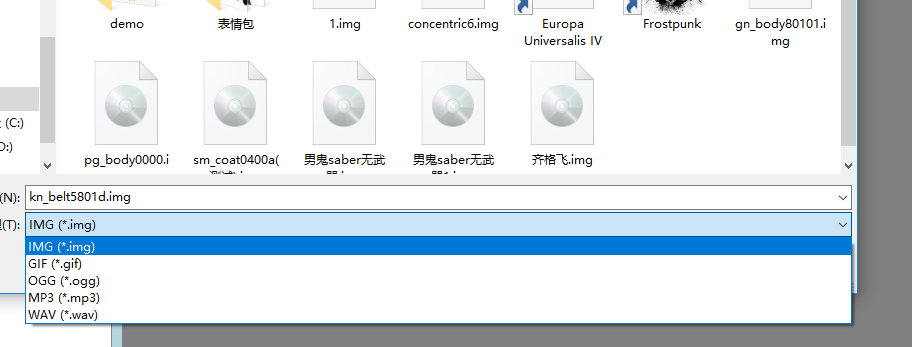 demo
表情包
1.img
concentric6.img
Europa
Universalis IV
Frostpunk
gn_body80101.i
mg
(C:)
pg_body0000.i
sm_coat0400a(
男鬼saber无武
男鬼saber无武
齐格飞.img
(N):
kn_belt5801d.img
(T):
IMG (*.img)
IMG (*.img)
GIF (*.gif)
OGG (*.ogg)
MP3 (*.mp3)
WAV (*.wav)